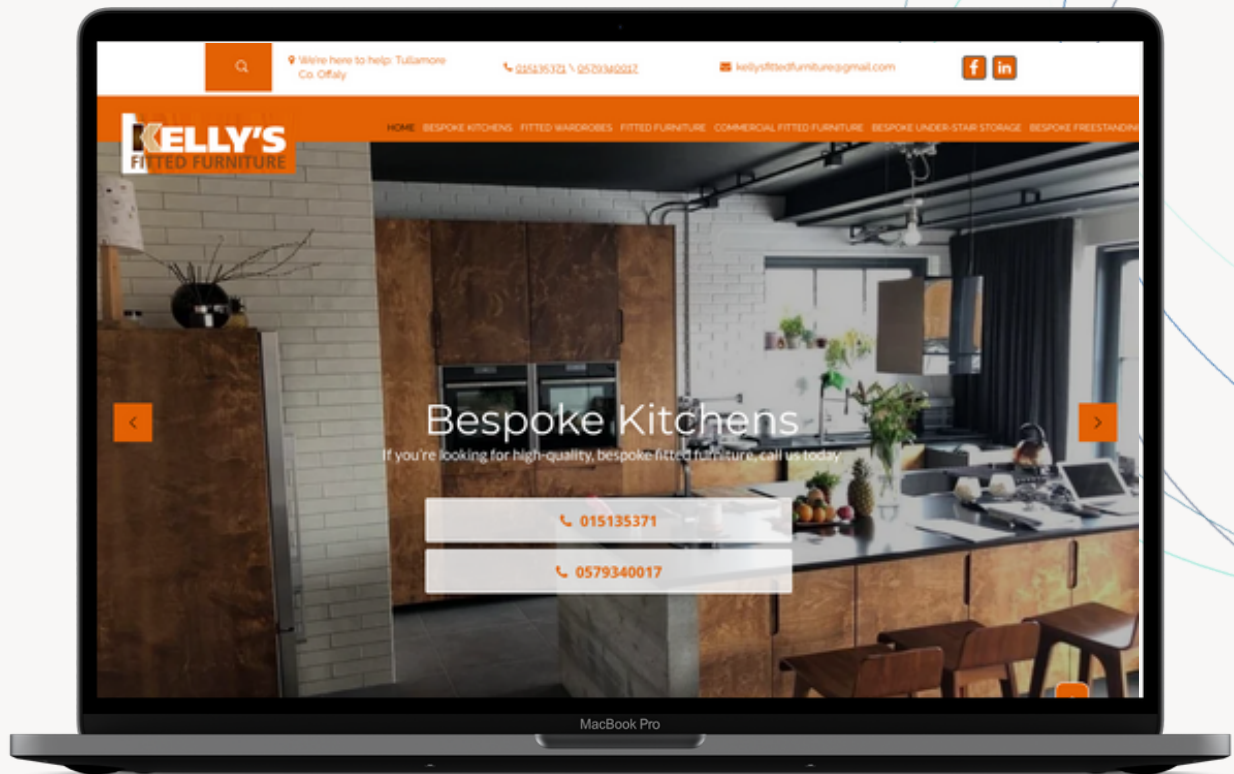 We're here to help: Tullamore
Co. Offaly
015135371 \ 0579340017
kellysfittedfurniture@gmail.com
f in
KELLY'S
FITTED FURNITURE
HOME BESPOKE KITCHENS FITTED WARDROBES FITTED FURNITURE COMMERCIAL FITTED FURNITURE BESPOKE UNDER-STAIR STORAGE BESPOKE FREESTANDING
Bespoke Kitchens
If you're looking for high-quality, bespoke fitted furniture, call us today
015135371
0579340017
MacBook Pro